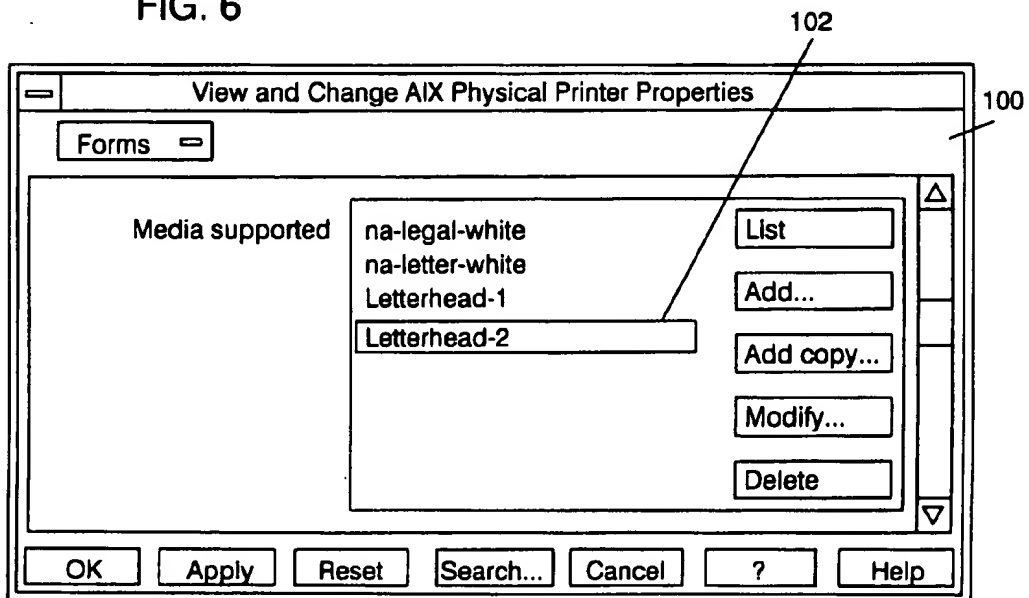 FIG. 6
102
View and Change AIX Physical Printer Properties
100
Forms
Media supported
na-legal-white
na-letter-white
Letterhead-1
Letterhead-2
List
Add...
Add copy...
Modify...
Delete
OK Apply Reset Search... Cancel ? Help